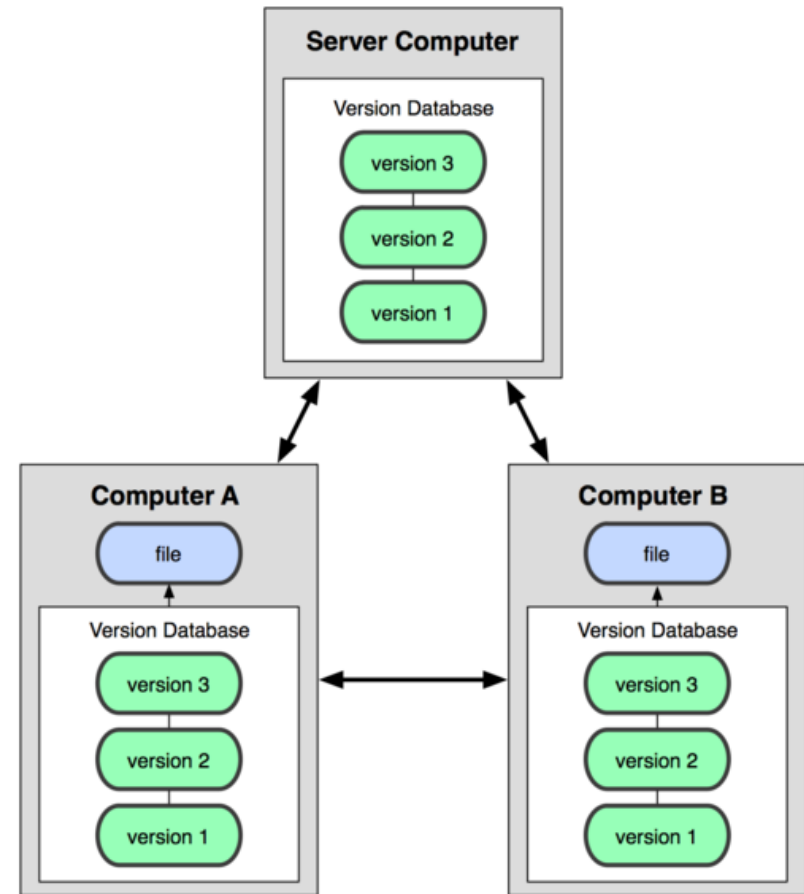 Server Computer
Version Database
version 3
version 2
version 1
Computer A
file
Version Database
version 3
version 2
version 1
Computer B
file
Version Database
version 3
version 2
version 1